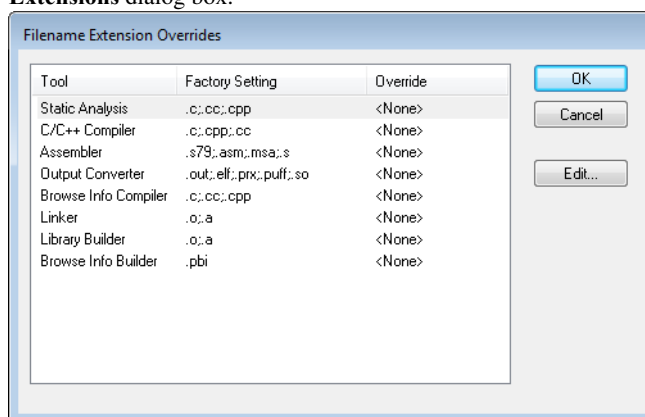 Extensions dialog box.
Filename Extension Overrides
Tool Factory Setting Override
OK
Static Analysis .c;.cc;.cpp <None>
Cancel
C/C++ Compiler .c;.cpp;.cc <None>
Assembler .s79;.asm;.msa;.s <None>
Output Converter .out;.elf;.prx;.puff;.so <None>
Edit...
Browse Info Compiler .c;.cc;.cpp <None>
Linker .o;.a <None>
Library Builder .o;.a <None>
Browse Info Builder .pbi <None>